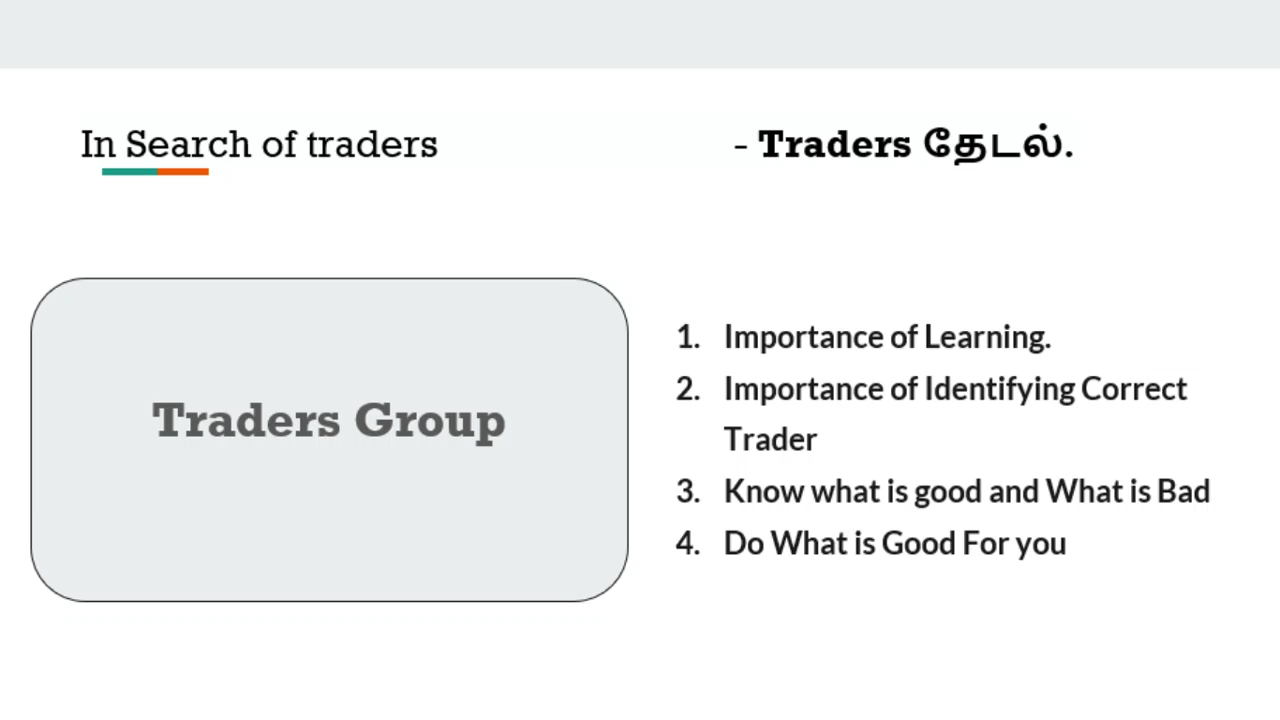 In Search of traders
- Traders தேடல்.
Traders Group
1. Importance of Learning.
2. Importance of Identifying Correct
Trader
3. Know what is good and What is Bad
4. Do What is Good For you